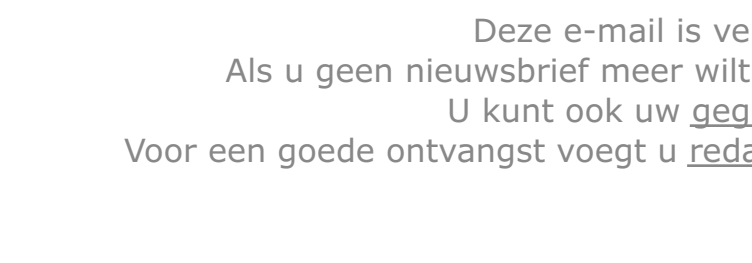 Deze e-mail is ve
Als u geen nieuwsbrief meer wilt
U kunt ook uw geg
Voor een goede ontvangst voegt u reda